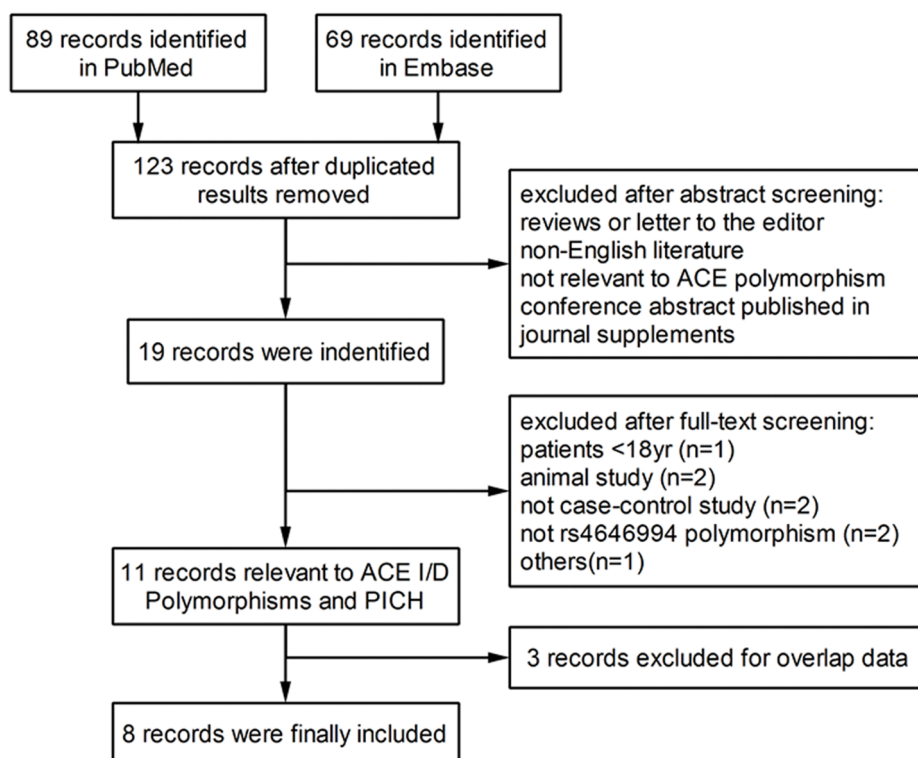 89 records identified
in PubMed
69 records identified
in Embase
123 records after duplicated
results removed
excluded after abstract screening:
reviews or letter to the editor
non-English literature
not relevant to ACE polymorphism
conference abstract published in
journal supplements
19 records were indentified
excluded after full-text screening:
patients <18yr (n=1)
animal study (n=2)
not case-control study (n=2)
not rs4646994 polymorphism (n=2)
others(n=1)
11 records relevant to ACE I/D
Polymorphisms and PICH
3 records excluded for overlap data
8 records were finally included